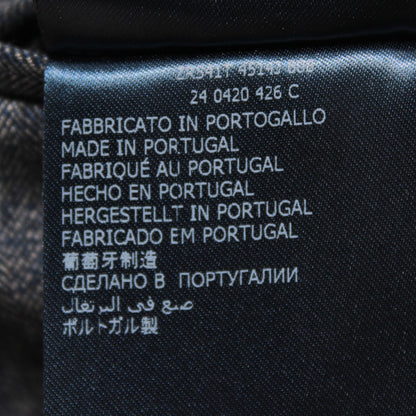 24 0420 426 C
FABBRICATO IN PORTOGALLO
MADE IN PORTUGAL
FABRIQUÉ AU PORTUGAL
HECHO EN PORTUGAL
HERGESTELLT IN PORTUGAL
FABRICADO EM PORTUGAL
葡萄牙制造
СДЕЛАНО В ПОРТУГАЛИИ
صنع في البرتغال
ポルトガル製